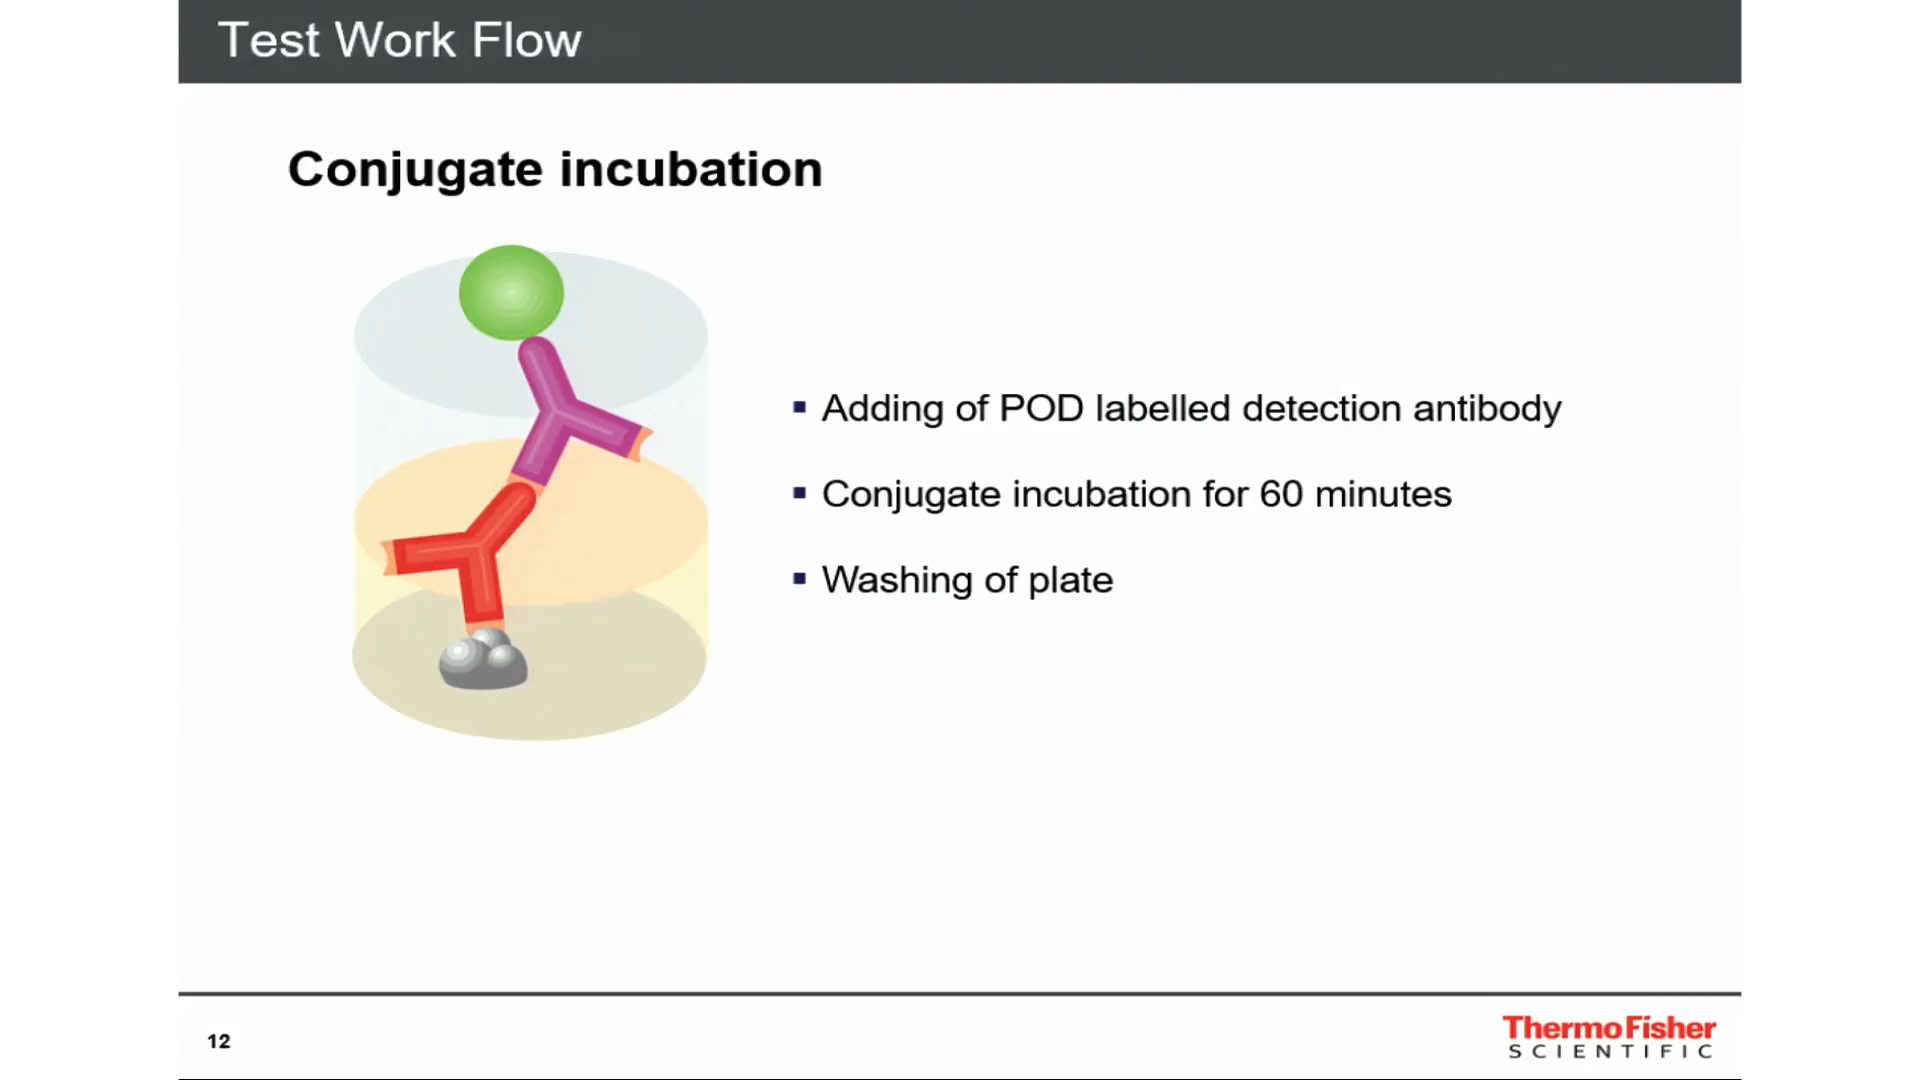 Test Work Flow
Conjugate incubation
▪ Adding of POD labelled detection antibody
▪ Conjugate incubation for 60 minutes
▪ Washing of plate
12
ThermoFisher
SCIENTIFIC